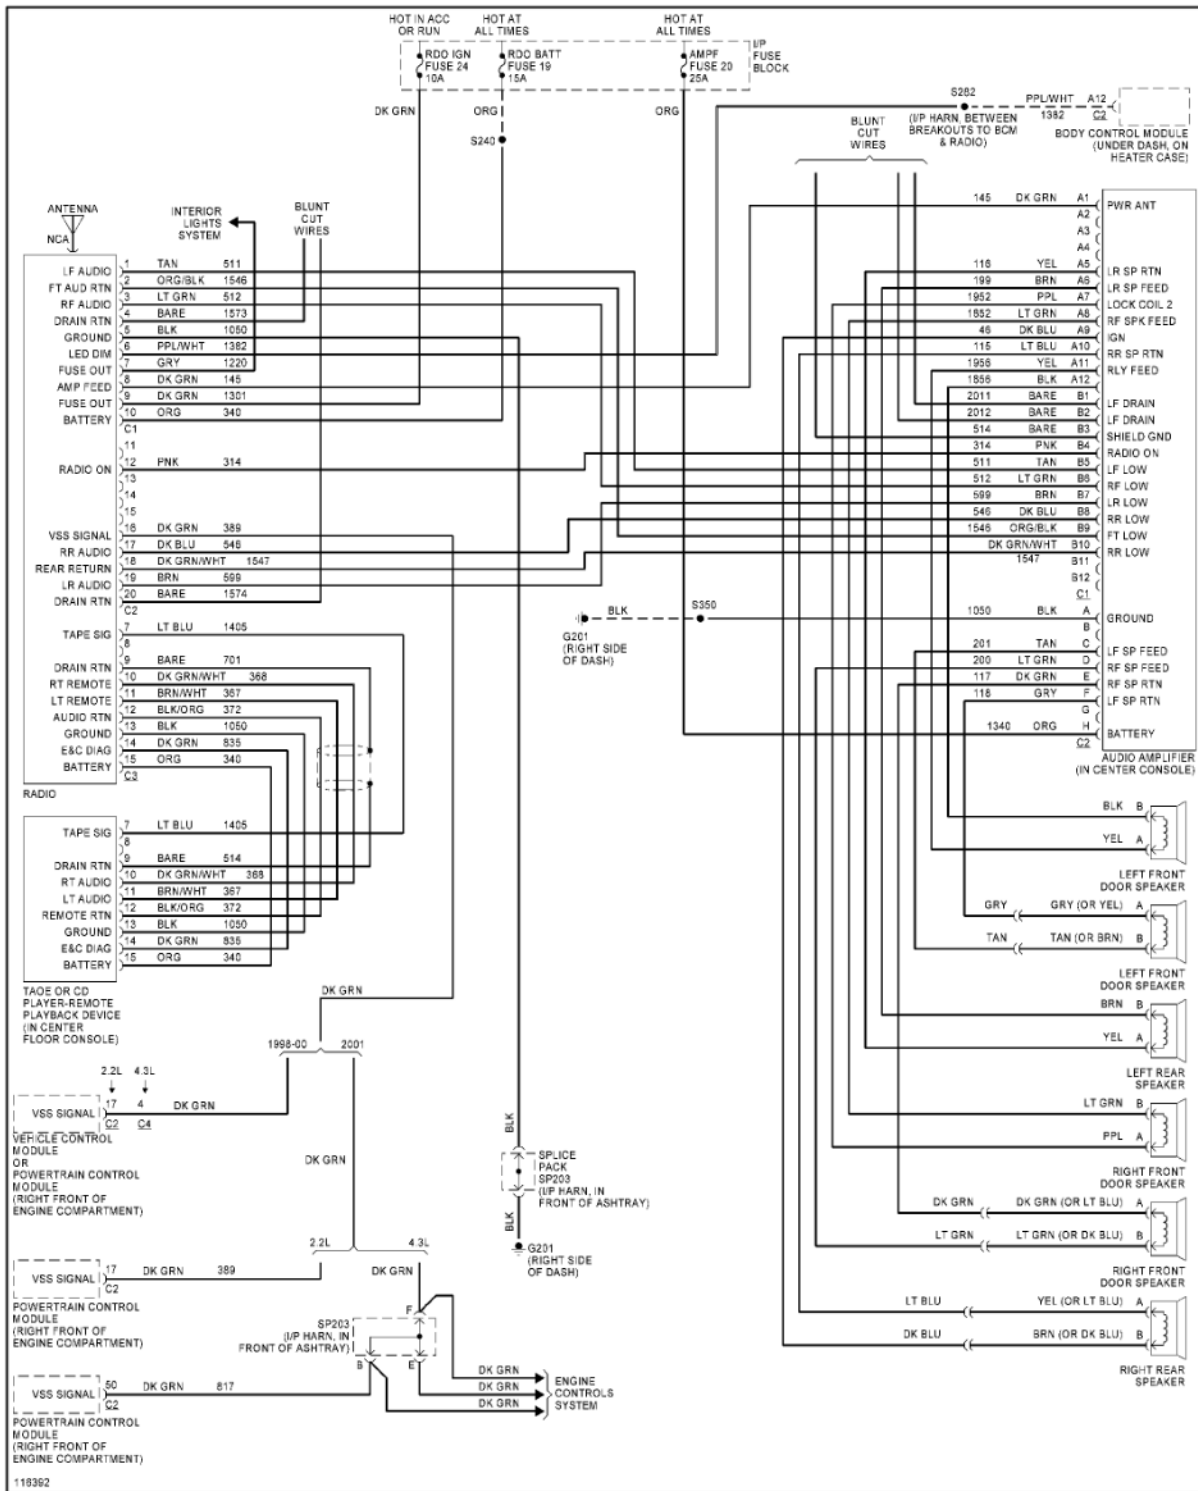 HOT IN ACC
OR RUN
HOT AT
ALL TIMES
HOT AT
ALL TIMES
RDO IGN
FUSE 24
10A
RDO BATT
FUSE 19
15A
AMPF
FUSE 20
25A
I/P
FUSE
BLOCK
DK GRN
ORG
ORG
S240
S282
(I/P HARN, BETWEEN
BREAKOUTS TO BCM
& RADIO)
PPL/WHT
1382
A12
C2
BODY CONTROL MODULE
(UNDER DASH, ON
HEATER CASE)
BLUNT
CUT
WIRES
ANTENNA
NCA
INTERIOR
LIGHTS
SYSTEM
BLUNT
CUT
WIRES
LF AUDIO 1 TAN 511
FT AUD RTN 2 ORG/BLK 1546
RF AUDIO 3 LT GRN 512
DRAIN RTN 4 BARE 1573
GROUND 5 BLK 1050
LED DIM 6 PPL/WHT 1382
FUSE OUT 7 GRY 1220
AMP FEED 8 DK GRN 145
FUSE OUT 9 DK GRN 1301
BATTERY 10 ORG 340
C1
11
RADIO ON 12 PNK 314
13
14
15
VSS SIGNAL 16 DK GRN 389
RR AUDIO 17 DK BLU 546
REAR RETURN 18 DK GRN/WHT 1547
LR AUDIO 19 BRN 599
DRAIN RTN 20 BARE 1574
C2
TAPE SIG 7 LT BLU 1405
8
DRAIN RTN 9 BARE 701
RT REMOTE 10 DK GRN/WHT 368
LT REMOTE 11 BRN/WHT 367
AUDIO RTN 12 BLK/ORG 372
GROUND 13 BLK 1050
E&C DIAG 14 DK GRN 835
BATTERY 15 ORG 340
C3
RADIO
TAPE SIG 7 LT BLU 1405
8
DRAIN RTN 9 BARE 514
RT AUDIO 10 DK GRN/WHT 368
LT AUDIO 11 BRN/WHT 367
REMOTE RTN 12 BLK/ORG 372
GROUND 13 BLK 1050
E&C DIAG 14 DK GRN 835
BATTERY 15 ORG 340
TAOE OR CD
PLAYER-REMOTE
PLAYBACK DEVICE
(IN CENTER
FLOOR CONSOLE)
DK GRN
1998-00 2001
2.2L 4.3L
VSS SIGNAL 17 4 DK GRN
C2 C4
VEHICLE CONTROL
MODULE
OR
POWERTRAIN CONTROL
MODULE
(RIGHT FRONT OF
ENGINE COMPARTMENT)
DK GRN
2.2L 4.3L
VSS SIGNAL 17 DK GRN 389
C2
DK GRN
POWERTRAIN CONTROL
MODULE
(RIGHT FRONT OF
ENGINE COMPARTMENT)
F
SP203
(I/P HARN, IN
FRONT OF ASHTRAY)
B E
VSS SIGNAL 50 DK GRN 817
C2
POWERTRAIN CONTROL
MODULE
(RIGHT FRONT OF
ENGINE COMPARTMENT)
DK GRN
DK GRN
DK GRN
ENGINE
CONTROLS
SYSTEM
BLK
SPLICE
PACK
SP203
(I/P HARN, IN
FRONT OF ASHTRAY)
BLK
G201
(RIGHT SIDE
OF DASH)
BLK
S350
G201
(RIGHT SIDE
OF DASH)
145 DK GRN A1 PWR ANT
A2
A3
A4
116 YEL A5 LR SP RTN
199 BRN A6 LR SP FEED
1952 PPL A7 LOCK COIL 2
1852 LT GRN A8 RF SPK FEED
46 DK BLU A9 IGN
115 LT BLU A10 RR SP RTN
1956 YEL A11 RLY FEED
1856 BLK A12
2011 BARE B1 LF DRAIN
2012 BARE B2 LF DRAIN
514 BARE B3 SHIELD GND
314 PNK B4 RADIO ON
511 TAN B5 LF LOW
512 LT GRN B6 RF LOW
599 BRN B7 LR LOW
546 DK BLU B8 RR LOW
1546 ORG/BLK B9 FT LOW
DK GRN/WHT B10 RR LOW
1547 B11
B12
C1
1050 BLK A GROUND
B
201 TAN C LF SP FEED
200 LT GRN D RF SP FEED
117 DK GRN E RF SP RTN
118 GRY F LF SP RTN
G
1340 ORG H BATTERY
C2
AUDIO AMPLIFIER
(IN CENTER CONSOLE)
BLK B
YEL A
LEFT FRONT
DOOR SPEAKER
GRY GRY (OR YEL) A
TAN TAN (OR BRN) B
LEFT FRONT
DOOR SPEAKER
BRN B
YEL A
LEFT REAR
SPEAKER
LT GRN B
PPL A
RIGHT FRONT
DOOR SPEAKER
DK GRN DK GRN (OR LT BLU) A
LT GRN LT GRN (OR DK BLU) B
RIGHT FRONT
DOOR SPEAKER
LT BLU YEL (OR LT BLU) A
DK BLU BRN (OR DK BLU) B
RIGHT REAR
SPEAKER
116392